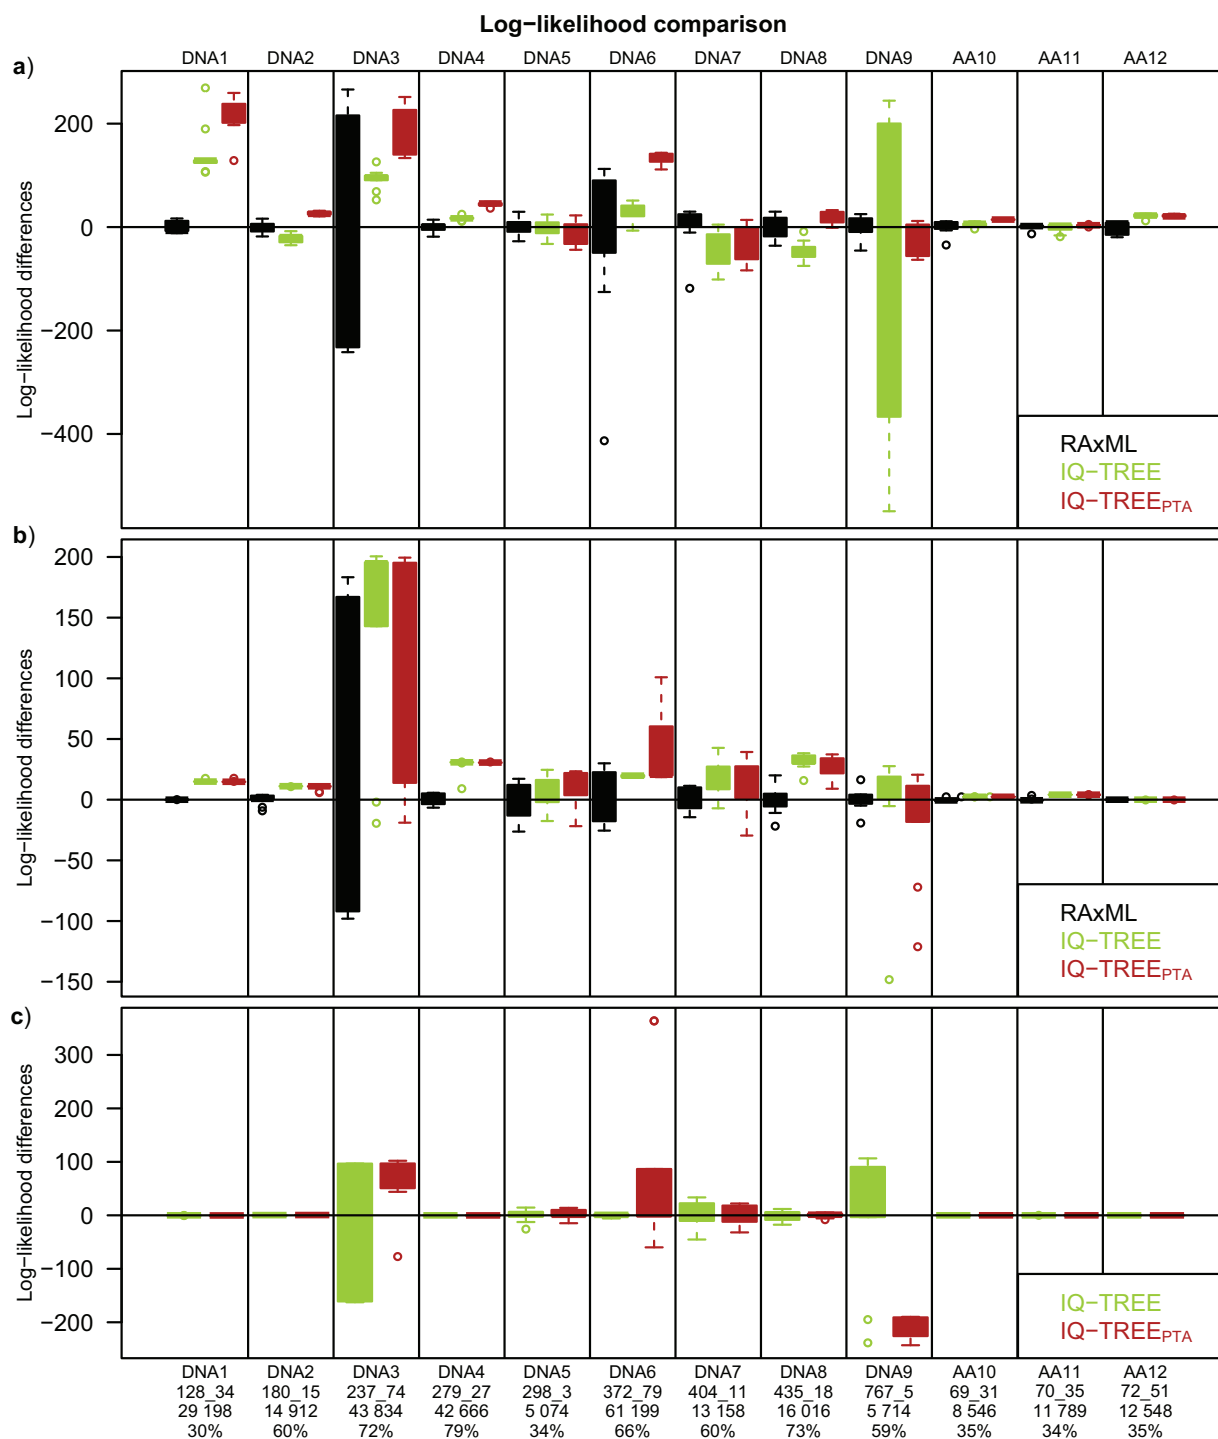 Log−likelihood comparison
DNA1 DNA2 DNA3 DNA4 DNA5 DNA6 DNA7 DNA8 DNA9 AA10 AA11 AA12
a)
Log−likelihood differences
200
0
−200
−400
RAxML
IQ−TREE
IQ−TREEPTA
b)
Log−likelihood differences
200
150
100
50
0
−50
−100
−150
RAxML
IQ−TREE
IQ−TREEPTA
c)
Log−likelihood differences
300
200
100
0
−100
−200
IQ−TREE
IQ−TREEPTA
DNA1 DNA2 DNA3 DNA4 DNA5 DNA6 DNA7 DNA8 DNA9 AA10 AA11 AA12
128_34 180_15 237_74 279_27 298_3 372_79 404_11 435_18 767_5 69_31 70_35 72_51
29 198 14 912 43 834 42 666 5 074 61 199 13 158 16 016 5 714 8 546 11 789 12 548
30% 60% 72% 79% 34% 66% 60% 73% 59% 35% 34% 35%